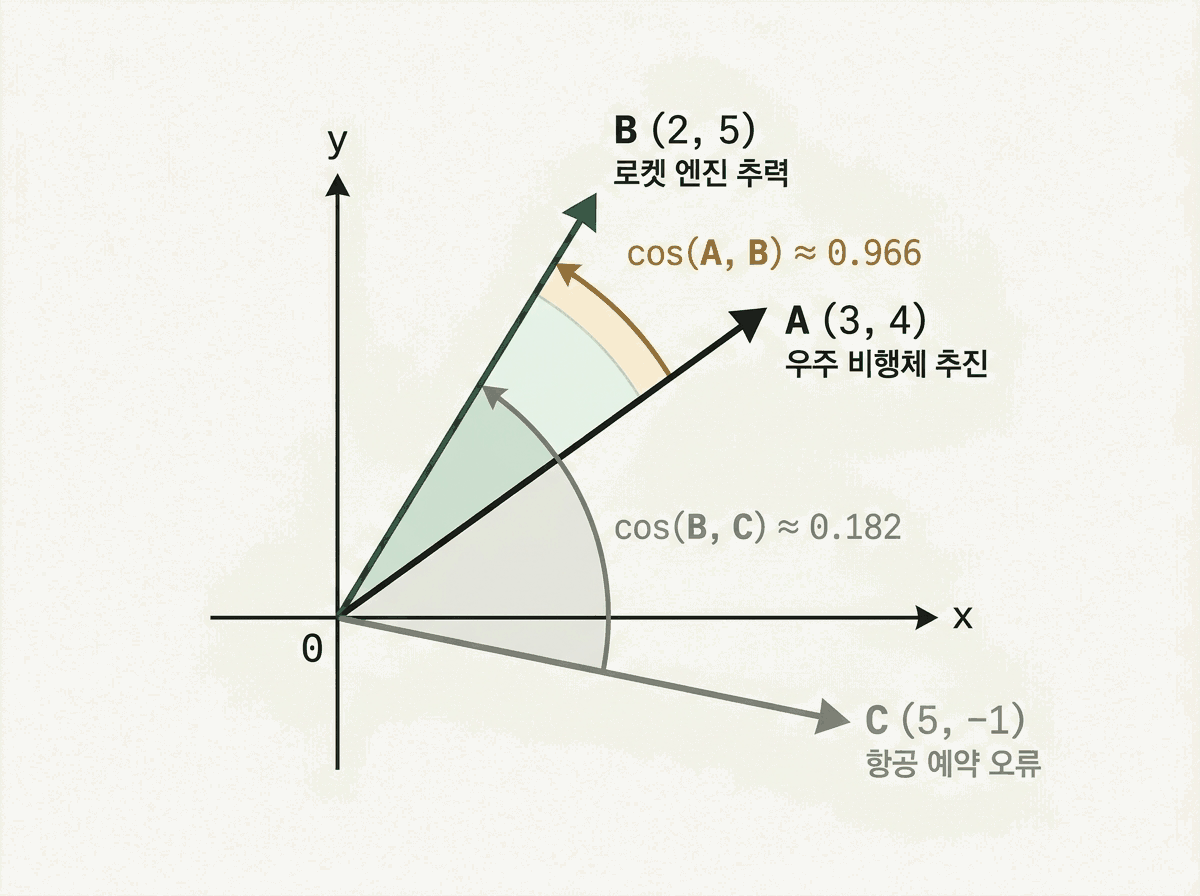 y
B (2, 5)
로켓 엔진 추력
cos(A, B) ≈ 0.966
A (3, 4)
우주 비행체 추진
cos(B, C) ≈ 0.182
x
0
C (5, −1)
항공 예약 오류